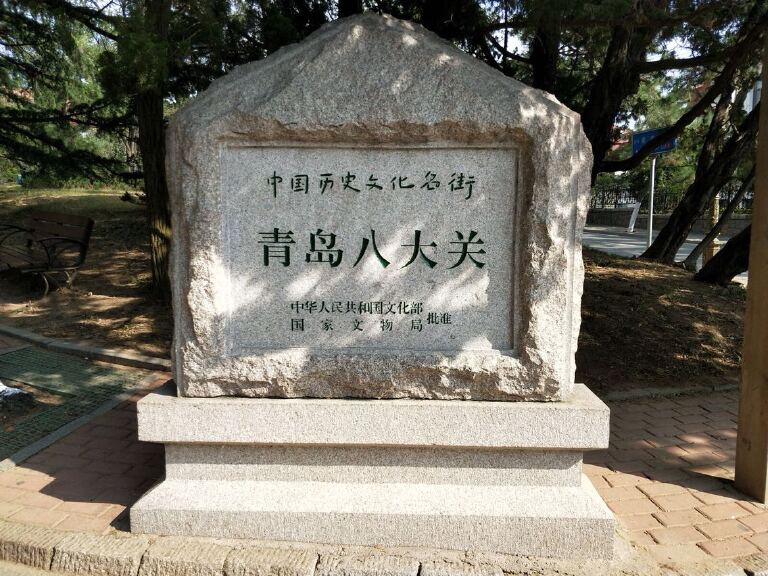 中国历史文化名街
青岛八大关
中华人民共和国文化部
国家文物局
批准